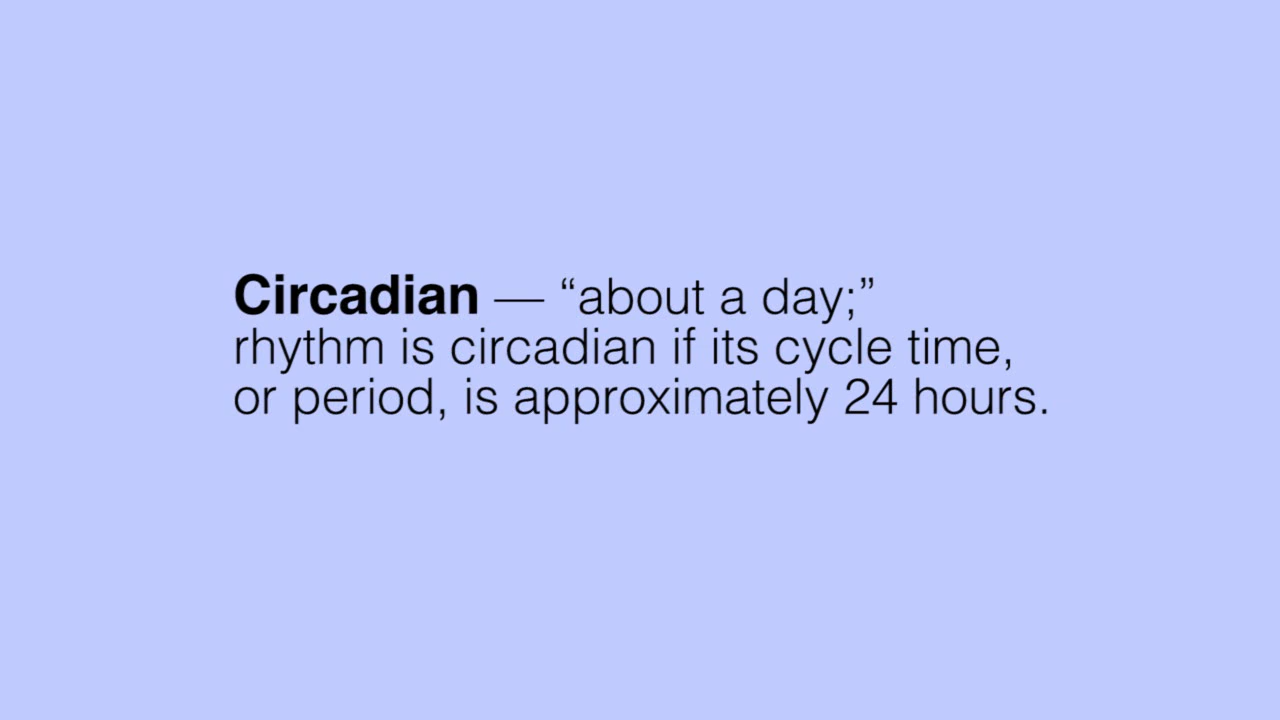 Circadian — “about a day;”
rhythm is circadian if its cycle time,
or period, is approximately 24 hours.